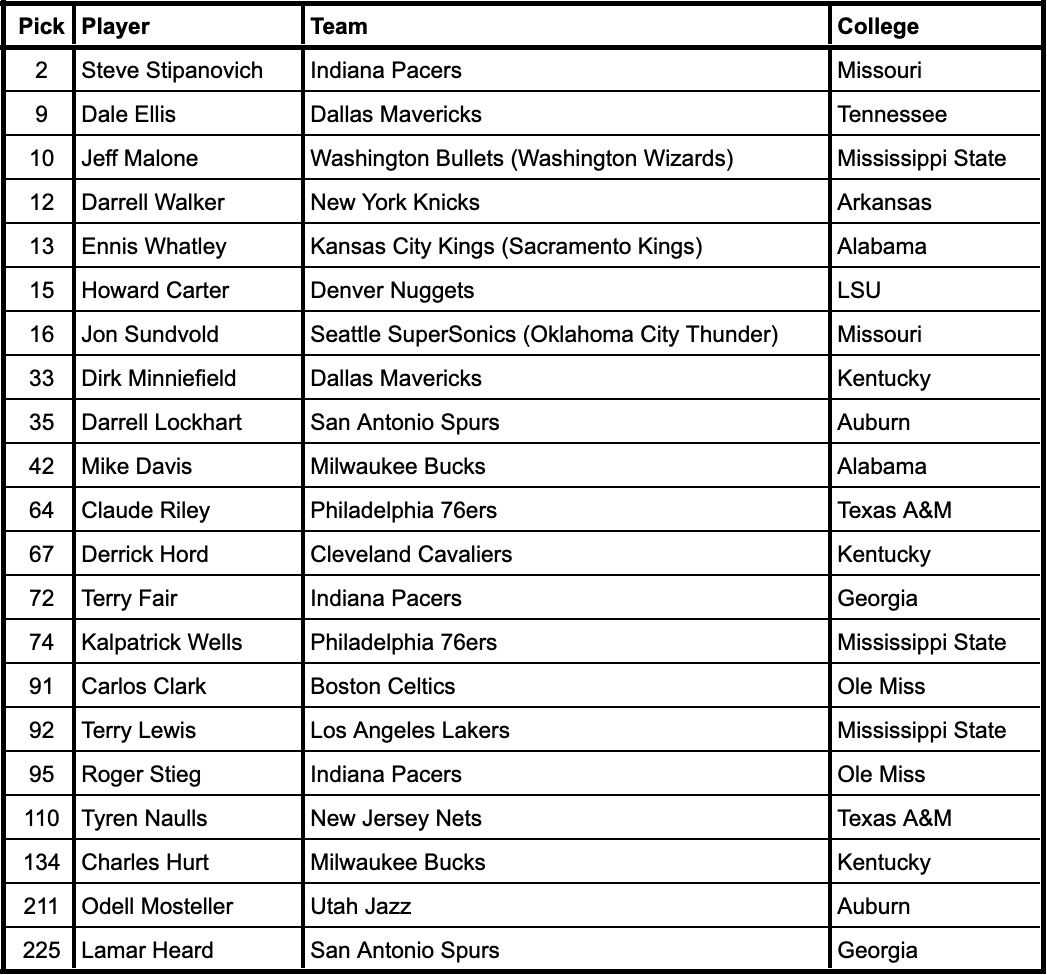 Pick Player Team College
2 Steve Stipanovich Indiana Pacers Missouri
9 Dale Ellis Dallas Mavericks Tennessee
10 Jeff Malone Washington Bullets (Washington Wizards) Mississippi State
12 Darrell Walker New York Knicks Arkansas
13 Ennis Whatley Kansas City Kings (Sacramento Kings) Alabama
15 Howard Carter Denver Nuggets LSU
16 Jon Sundvold Seattle SuperSonics (Oklahoma City Thunder) Missouri
33 Dirk Minniefield Dallas Mavericks Kentucky
35 Darrell Lockhart San Antonio Spurs Auburn
42 Mike Davis Milwaukee Bucks Alabama
64 Claude Riley Philadelphia 76ers Texas A&M
67 Derrick Hord Cleveland Cavaliers Kentucky
72 Terry Fair Indiana Pacers Georgia
74 Kalpatrick Wells Philadelphia 76ers Mississippi State
91 Carlos Clark Boston Celtics Ole Miss
92 Terry Lewis Los Angeles Lakers Mississippi State
95 Roger Stieg Indiana Pacers Ole Miss
110 Tyren Naulls New Jersey Nets Texas A&M
134 Charles Hurt Milwaukee Bucks Kentucky
211 Odell Mosteller Utah Jazz Auburn
225 Lamar Heard San Antonio Spurs Georgia